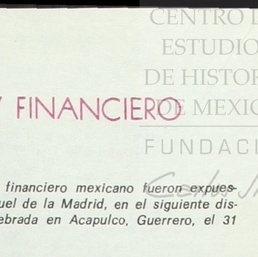 CENTRO D
ESTUDIO
DE HISTOR
DE MEXIC
Y FINANCIERO
FUNDACI
financiero mexicano fueron expues-
uel de la Madrid, en el siguiente dis-
ebrada en Acapulco, Guerrero, el 31
Carlos